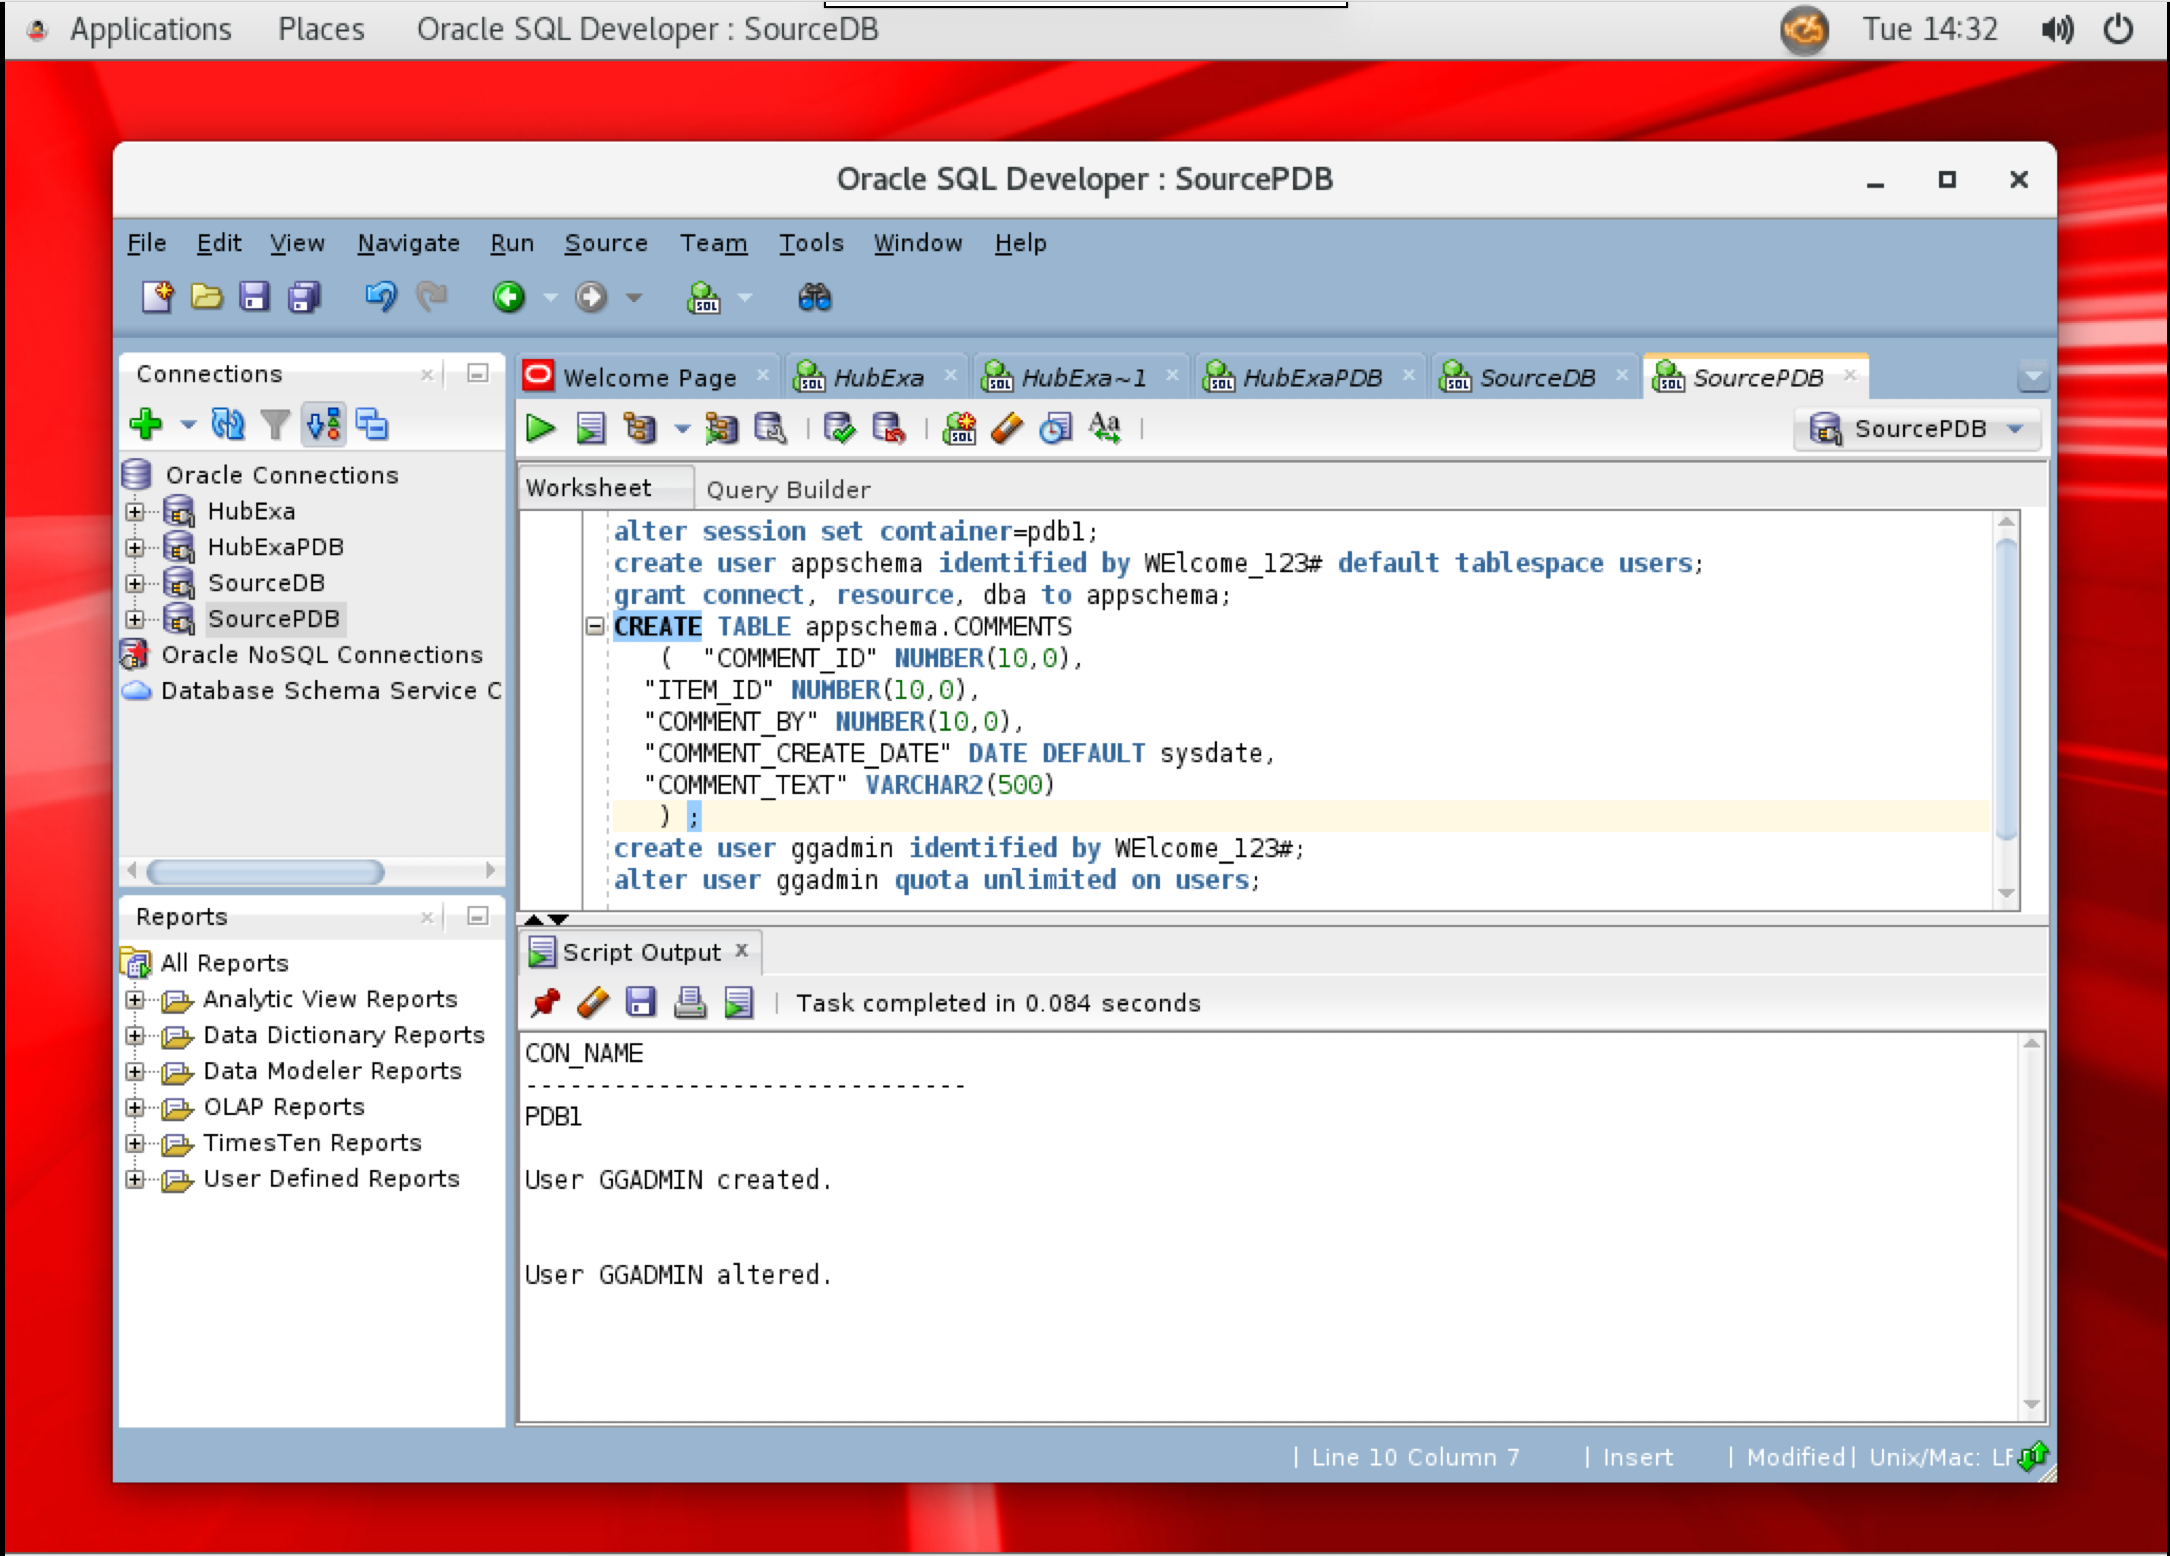 Applications Places Oracle SQL Developer : SourceDB Tue 14:32
Oracle SQL Developer : SourcePDB
File Edit View Navigate Run Source Team Tools Window Help
Connections
Oracle Connections
HubExa
HubExaPDB
SourceDB
SourcePDB
Oracle NoSQL Connections
Database Schema Service C
Reports
All Reports
Analytic View Reports
Data Dictionary Reports
Data Modeler Reports
OLAP Reports
TimesTen Reports
User Defined Reports
Welcome Page HubExa HubExa~1 HubExaPDB SourceDB SourcePDB
SourcePDB
Worksheet Query Builder
alter session set container=pdb1;
create user appschema identified by WElcome_123# default tablespace users;
grant connect, resource, dba to appschema;
CREATE TABLE appschema.COMMENTS
( "COMMENT_ID" NUMBER(10,0),
"ITEM_ID" NUMBER(10,0),
"COMMENT_BY" NUMBER(10,0),
"COMMENT_CREATE_DATE" DATE DEFAULT sysdate,
"COMMENT_TEXT" VARCHAR2(500)
) ;
create user ggadmin identified by WElcome_123#;
alter user ggadmin quota unlimited on users;
Script Output
Task completed in 0.084 seconds
CON_NAME
------------------------------
PDB1
User GGADMIN created.
User GGADMIN altered.
| Line 10 Column 7 | Insert | Modified | Unix/Mac: LF